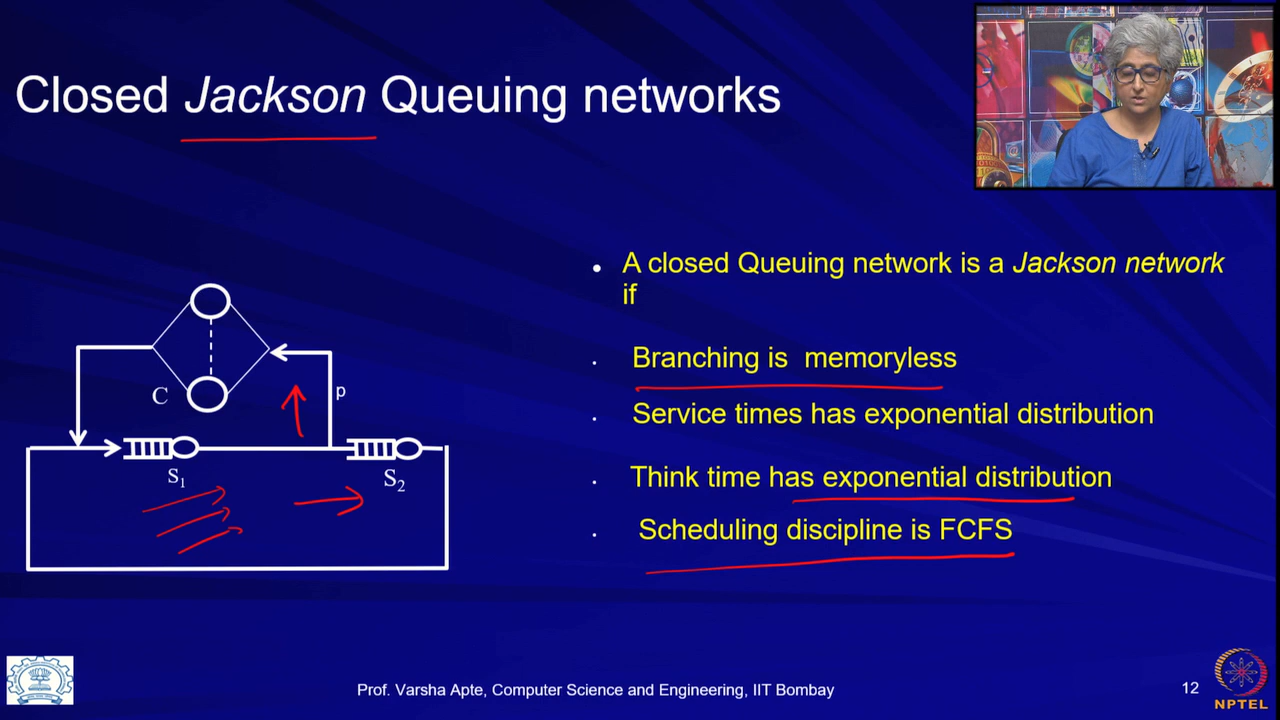 Closed Jackson Queuing networks
A closed Queuing network is a Jackson network
if
Branching is memoryless
Service times has exponential distribution
Think time has exponential distribution
Scheduling discipline is FCFS
C
p
S1
S2
Prof. Varsha Apte, Computer Science and Engineering, IIT Bombay
12
NPTEL